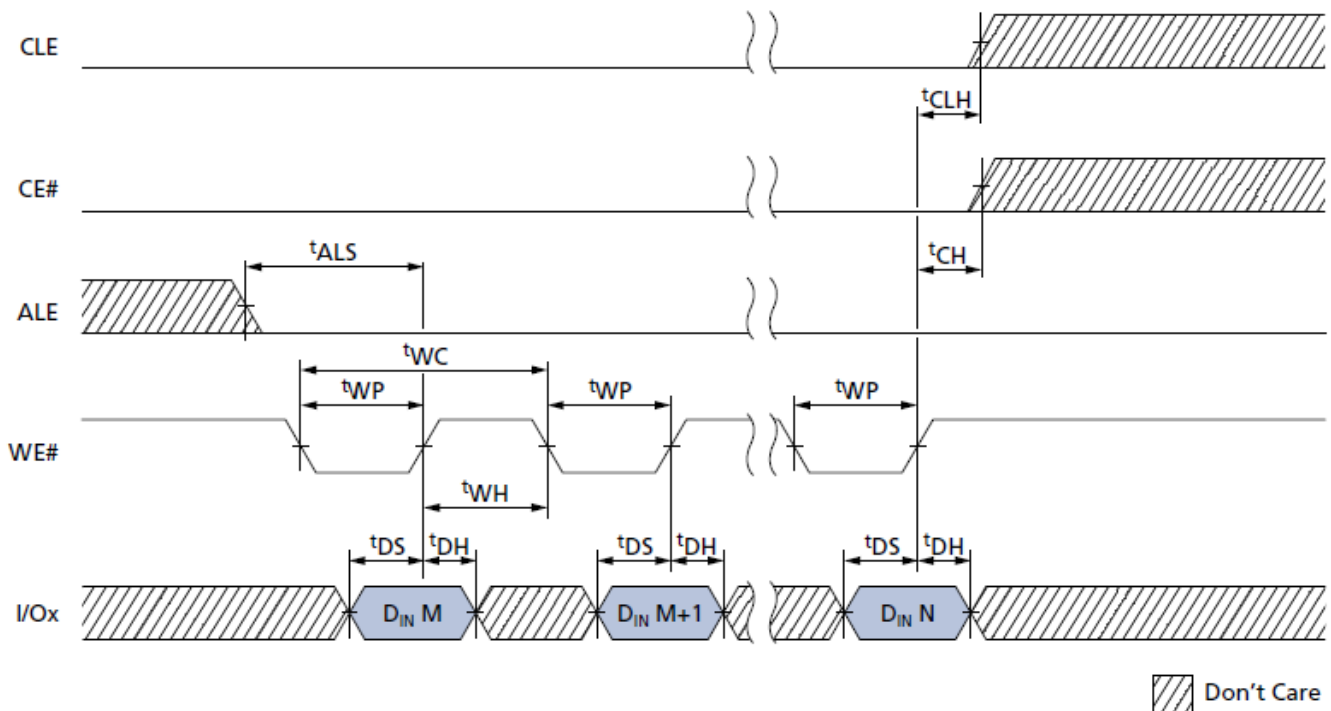 CLE
tCLH
CE#
tCH
tALS
ALE
tWC
tWP tWP tWP
WE#
tWH
tDS tDH tDS tDH tDS tDH
I/Ox DIN M DIN M+1 DIN N
Don't Care